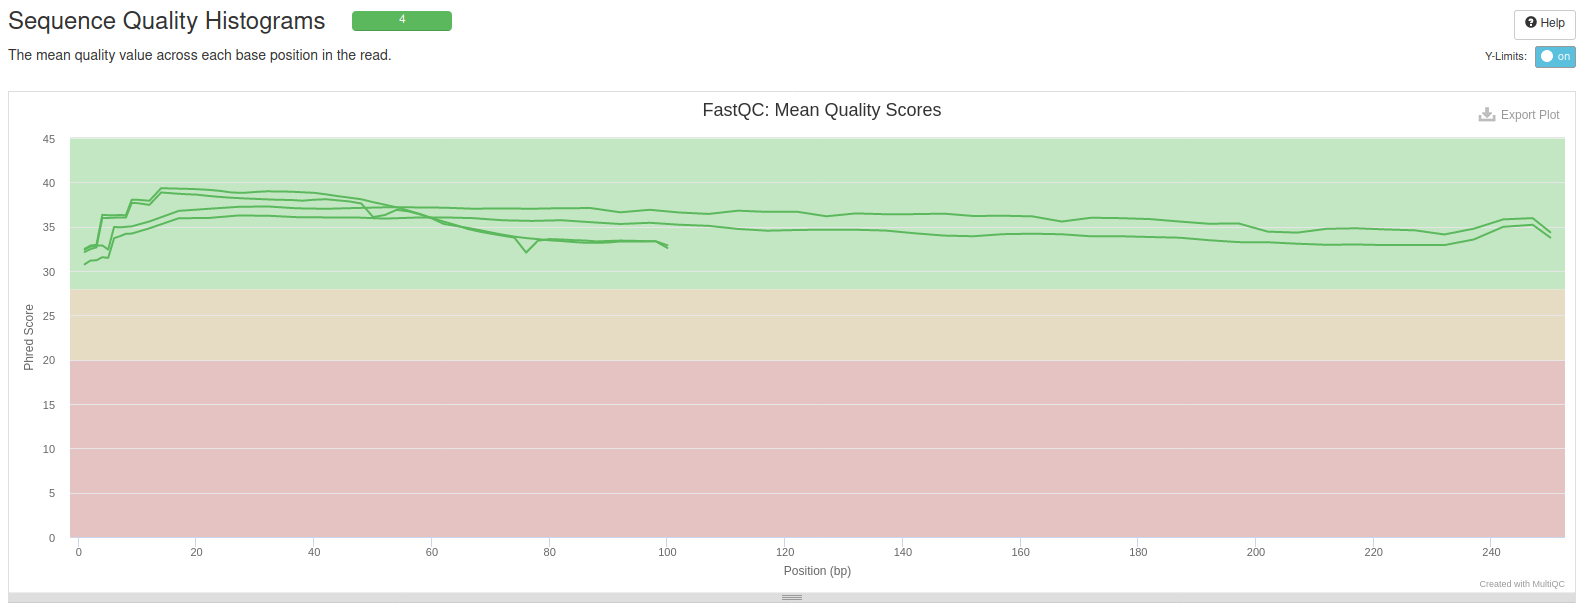 Sequence Quality Histograms 4
Help
The mean quality value across each base position in the read.
Y-Limits: on
FastQC: Mean Quality Scores
Export Plot
45
40
35
30
25
20
15
10
5
0
Phred Score
0 20 40 60 80 100 120 140 160 180 200 220 240
Position (bp)
Created with MultiQC